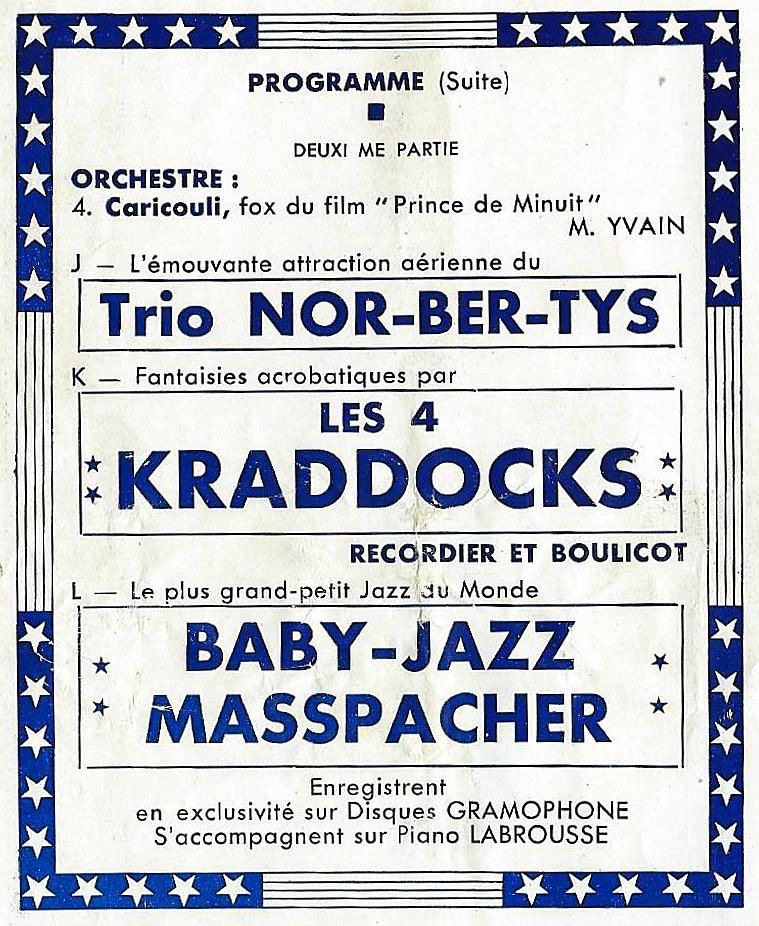 PROGRAMME (Suite)
DEUXI ME PARTIE
ORCHESTRE :
4. Caricouli, fox du film "Prince de Minuit"
M. YVAIN
J — L'émouvante attraction aérienne du
Trio NOR-BER-TYS
K — Fantaisies acrobatiques par
LES 4
KRADDOCKS
RECORDIER ET BOULICOT
L — Le plus grand-petit Jazz du Monde
BABY-JAZZ
MASSPACHER
Enregistrent
en exclusivité sur Disques GRAMOPHONE
S'accompagnent sur Piano LABROUSSE